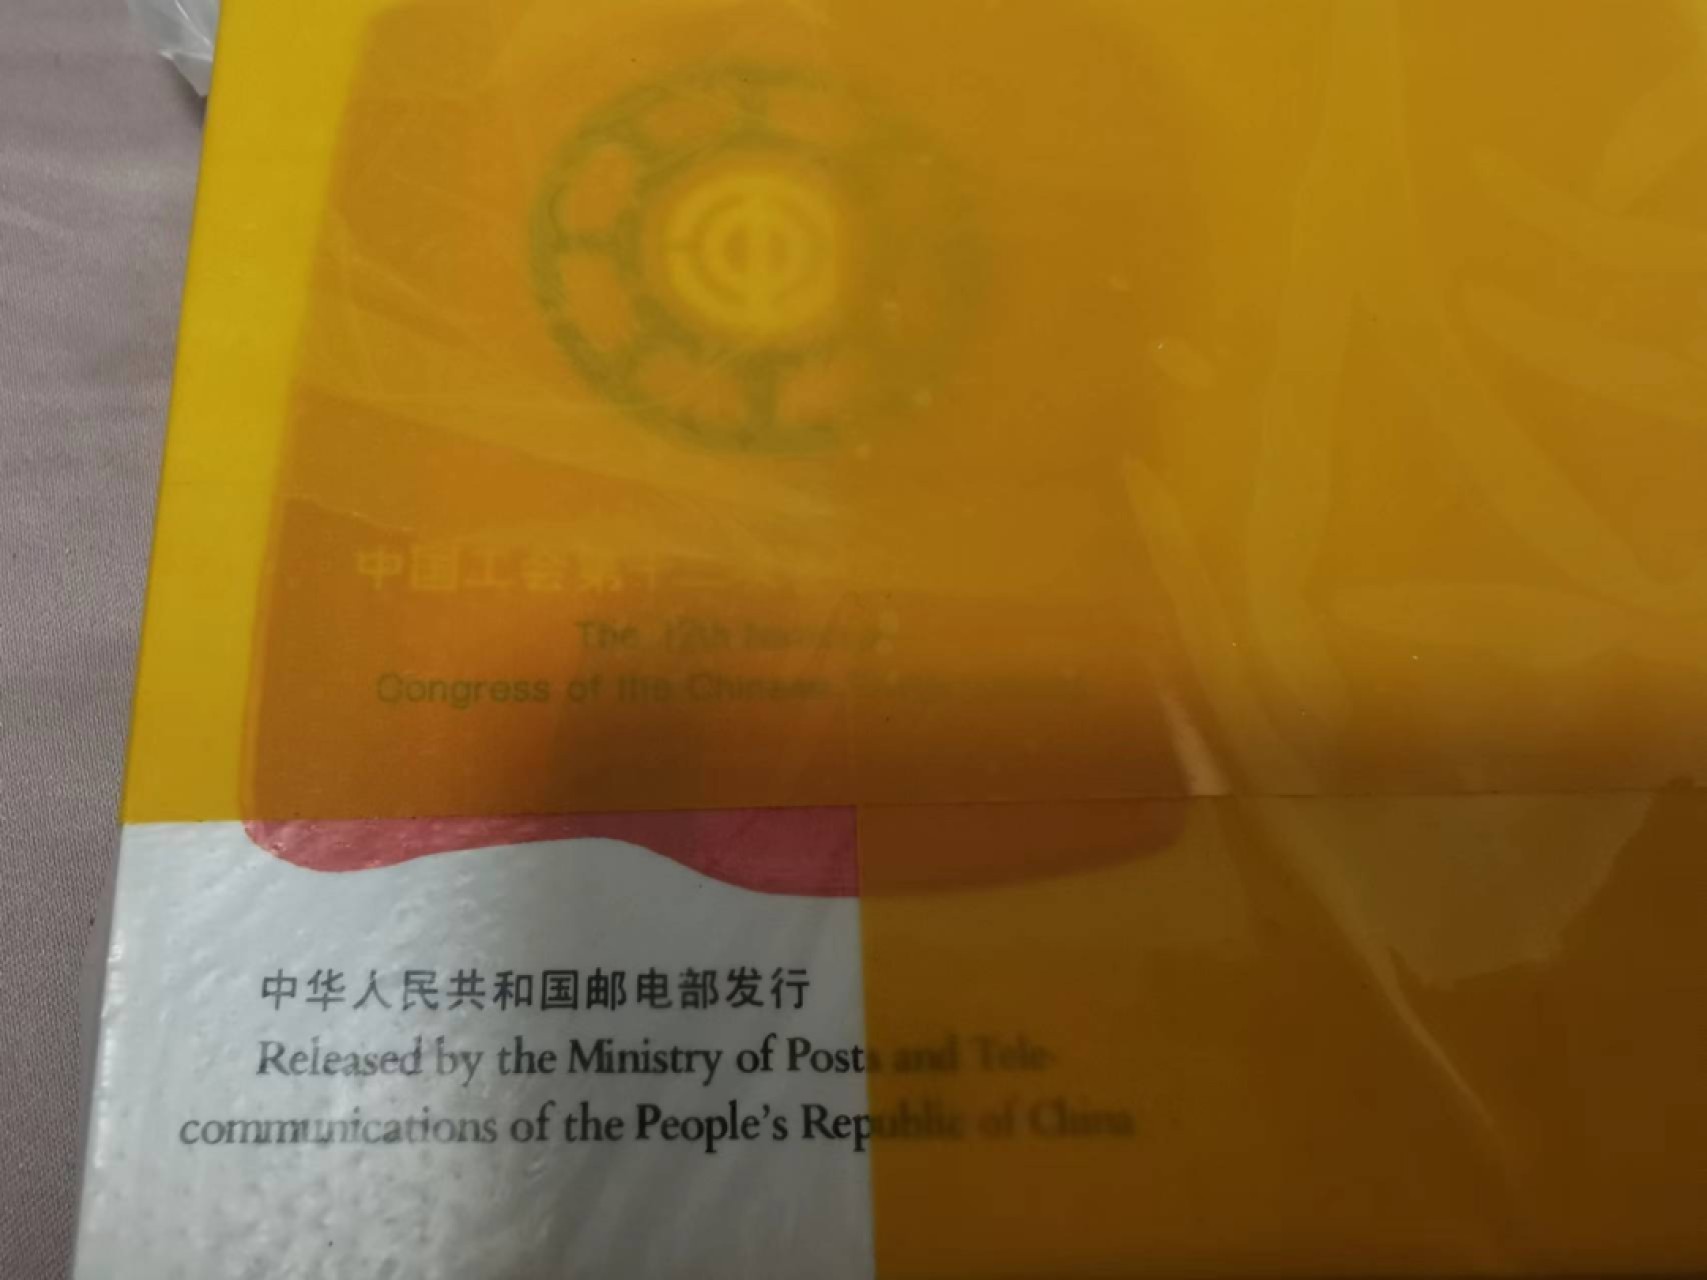 中国工会第十二
The 12th
Congress of the Chinese
中华人民共和国邮电部发行
Released by the Ministry of Posts and Tele-
communications of the People's Republic of China